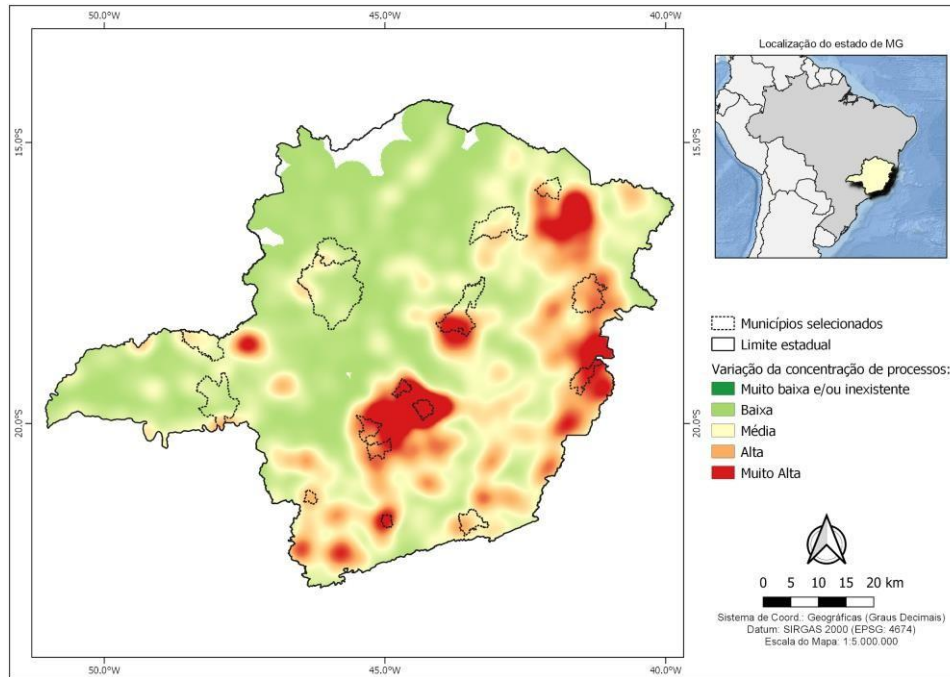 50.0°W 45.0°W 40.0°W
15.0°S 15.0°S
20.0°S 20.0°S
50.0°W 45.0°W 40.0°W
Localização do estado de MG
Municípios selecionados
Limite estadual
Variação da concentração de processos:
Muito baixa e/ou inexistente
Baixa
Média
Alta
Muito Alta
0 5 10 15 20 km
Sistema de Coord.: Geográficas (Graus Decimais)
Datum: SIRGAS 2000 (EPSG: 4674)
Escala do Mapa: 1:5.000.000